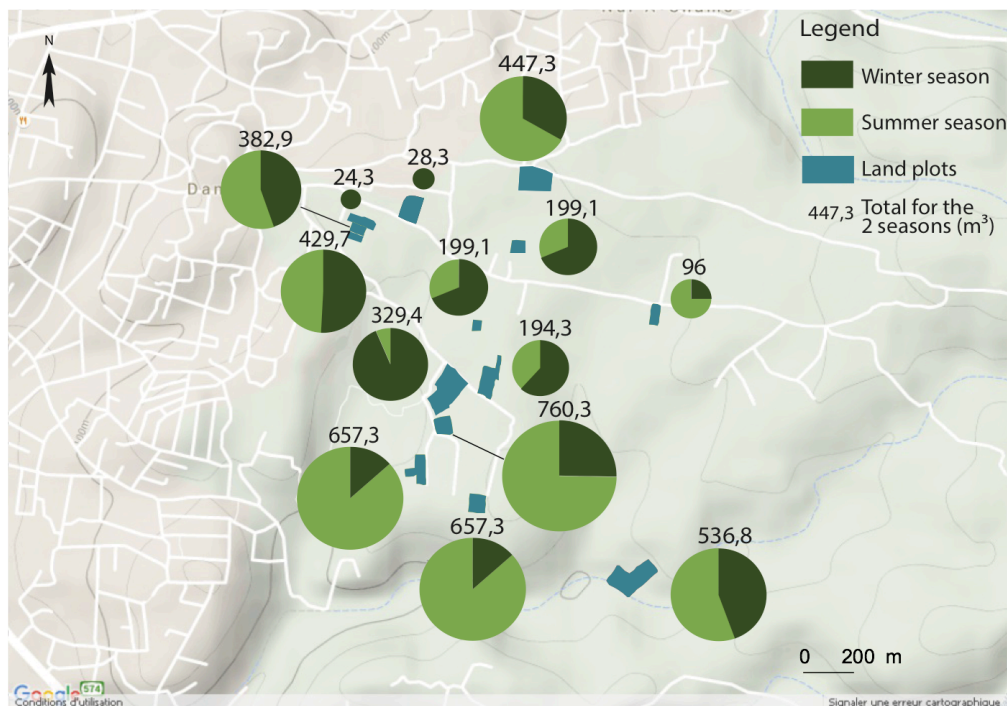 N
Legend
Winter season
Summer season
Land plots
447,3 Total for the
2 seasons (m³)
447,3
382,9
28,3
24,3
199,1
429,7
199,1
96
329,4
194,3
760,3
657,3
657,3
536,8
0 200 m
Google
574
Conditions d'utilisation
Signaler une erreur cartographique